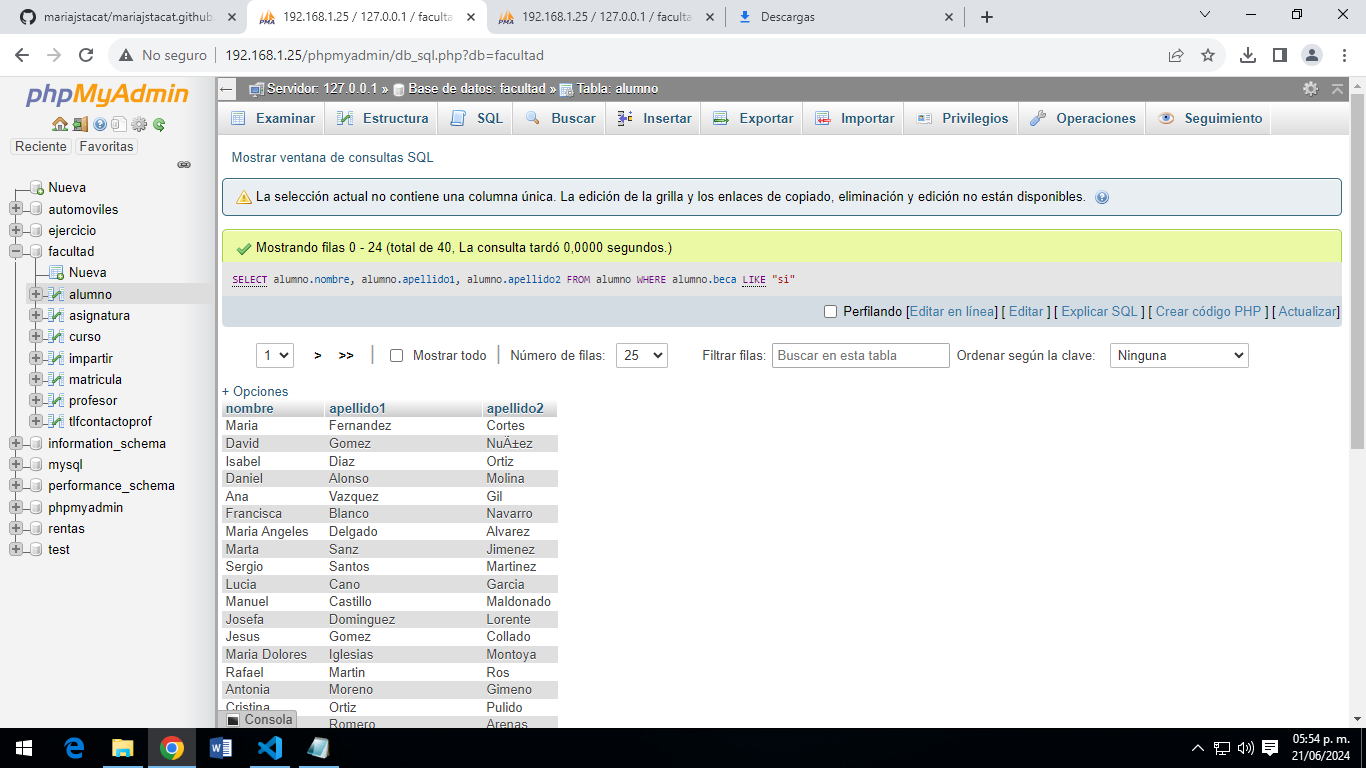 mariajstacat/mariajstacat.github
192.168.1.25 / 127.0.0.1 / faculta
192.168.1.25 / 127.0.0.1 / faculta
Descargas
No seguro
192.168.1.25/phpmyadmin/db_sql.php?db=facultad
phpMyAdmin
Reciente
Favoritas
Nueva
automoviles
ejercicio
facultad
Nueva
alumno
asignatura
curso
impartir
matricula
profesor
tlfcontactoprof
information_schema
mysql
performance_schema
phpmyadmin
rentas
test
Servidor: 127.0.0.1 » Base de datos: facultad » Tabla: alumno
Examinar Estructura SQL Buscar Insertar Exportar Importar Privilegios Operaciones Seguimiento
Mostrar ventana de consultas SQL
La selección actual no contiene una columna única. La edición de la grilla y los enlaces de copiado, eliminación y edición no están disponibles.
Mostrando filas 0 - 24 (total de 40, La consulta tardó 0,0000 segundos.)
SELECT alumno.nombre, alumno.apellido1, alumno.apellido2 FROM alumno WHERE alumno.beca LIKE "si"
Perfilando [Editar en línea] [ Editar ] [ Explicar SQL ] [ Crear código PHP ] [ Actualizar]
1 > >> Mostrar todo Número de filas: 25 Filtrar filas: Buscar en esta tabla Ordenar según la clave: Ninguna
+ Opciones
nombre apellido1 apellido2
Maria Fernandez Cortes
David Gomez NuÄ±ez
Isabel Diaz Ortiz
Daniel Alonso Molina
Ana Vazquez Gil
Francisca Blanco Navarro
Maria Angeles Delgado Alvarez
Marta Sanz Jimenez
Sergio Santos Martinez
Lucia Cano Garcia
Manuel Castillo Maldonado
Josefa Dominguez Lorente
Jesus Gomez Collado
Maria Dolores Iglesias Montoya
Rafael Martin Ros
Antonia Moreno Gimeno
Cristina Ortiz Pulido
Romero Arenas
Consola
05:54 p. m.
21/06/2024